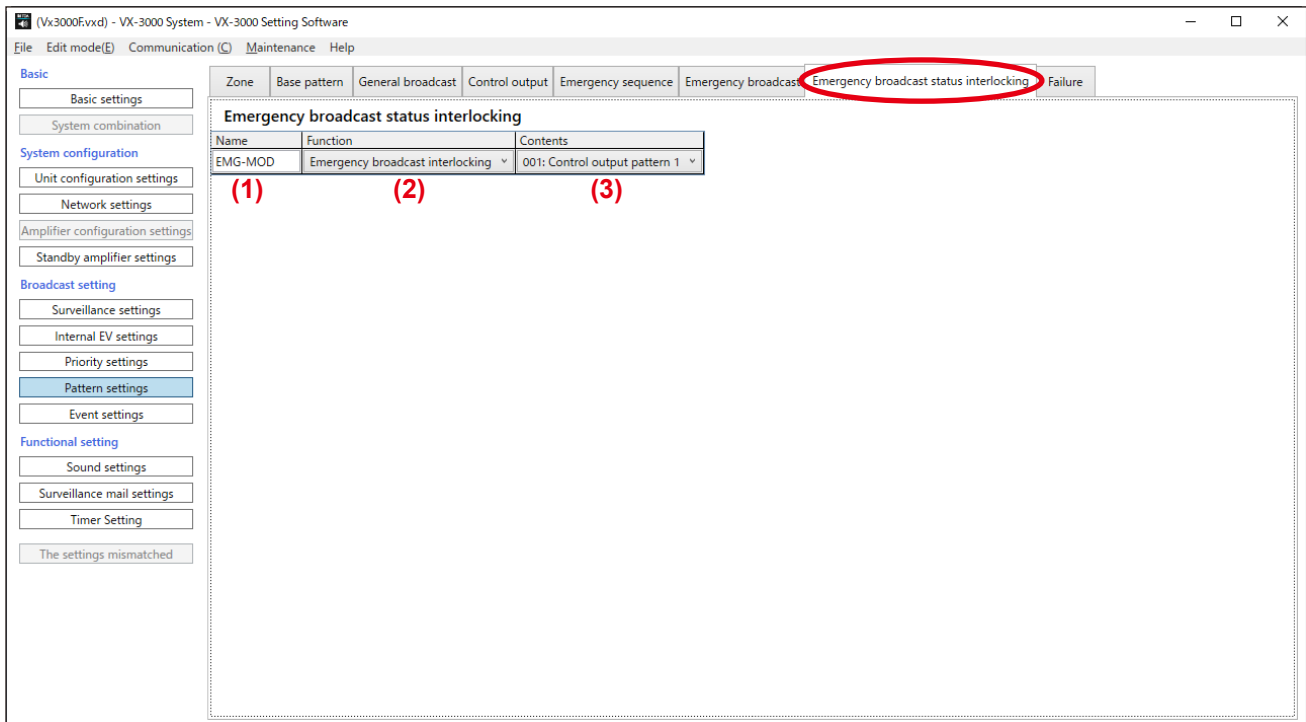 (Vx3000F.vxd) - VX-3000 System - VX-3000 Setting Software
File Edit mode(E) Communication (C) Maintenance Help
Basic
Basic settings
System combination
System configuration
Unit configuration settings
Network settings
Amplifier configuration settings
Standby amplifier settings
Broadcast setting
Surveillance settings
Internal EV settings
Priority settings
Pattern settings
Event settings
Functional setting
Sound settings
Surveillance mail settings
Timer Setting
The settings mismatched
Zone Base pattern General broadcast Control output Emergency sequence Emergency broadcast Emergency broadcast status interlocking Failure
Emergency broadcast status interlocking
Name Function Contents
EMG-MOD Emergency broadcast interlocking 001: Control output pattern 1
(1) (2) (3)